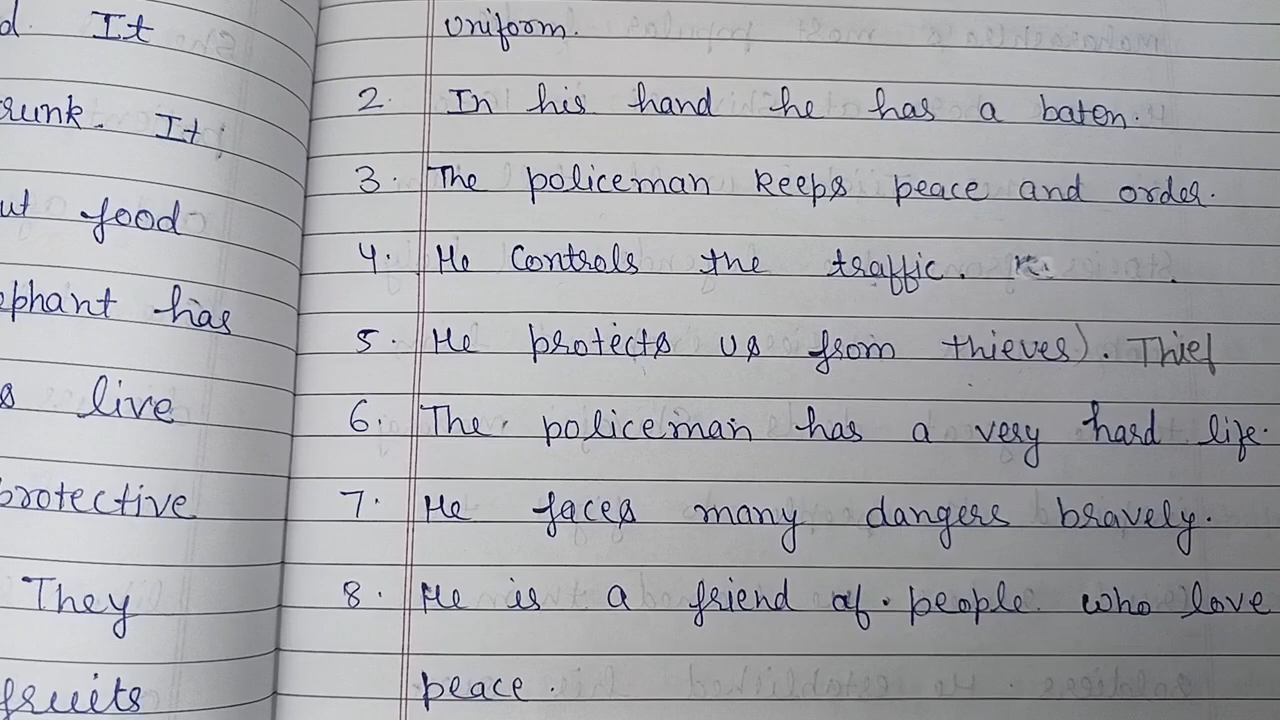 d. It
trunk. It
ut food
ephant has
s live
protective
They
fruits
uniform.
2. In his hand he has a baton.
3. The policeman keeps peace and order.
4. He controls the traffic.
5. He protects us from thieves). Thief
6. The policeman has a very hard life.
7. He faces many dangers bravely.
8. He is a friend of people who love
peace.